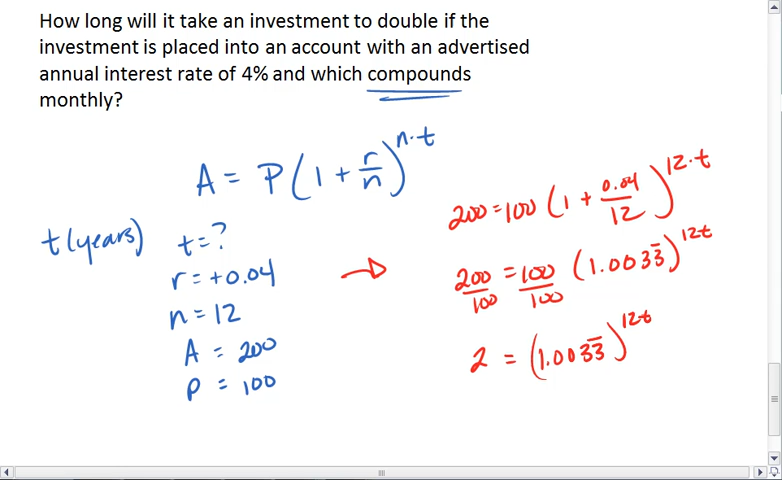 How long will it take an investment to double if the
investment is placed into an account with an advertised
annual interest rate of 4% and which compounds
monthly?
A = P(1 + r/n)^n·t
t(years) t = ?
r = +0.04
n = 12
A = 200
P = 100
200 = 100 (1 + 0.04/12)^12·t
200/100 = 100/100 (1.0033̅)^12·t
2 = (1.0033̅)^12·t